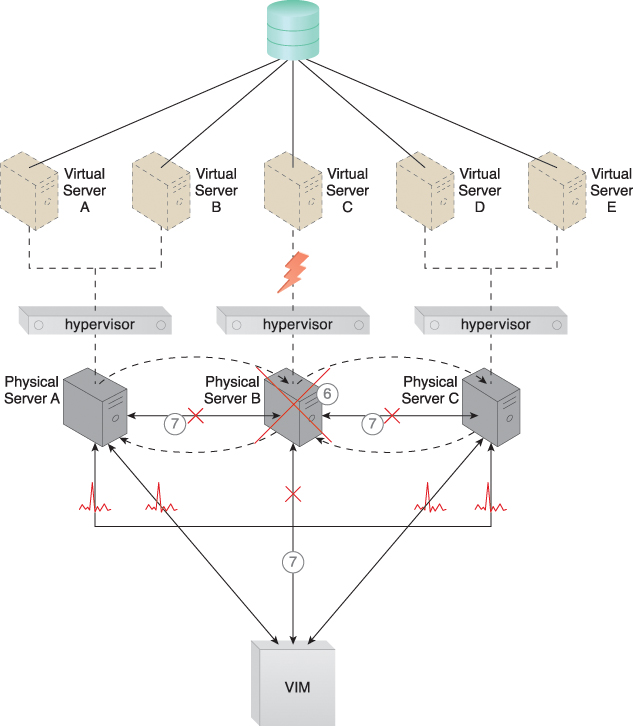 Virtual
Server
A
Virtual
Server
B
Virtual
Server
C
Virtual
Server
D
Virtual
Server
E
hypervisor
hypervisor
hypervisor
Physical
Server A
Physical
Server B
6
Physical
Server C
7
7
7
VIM